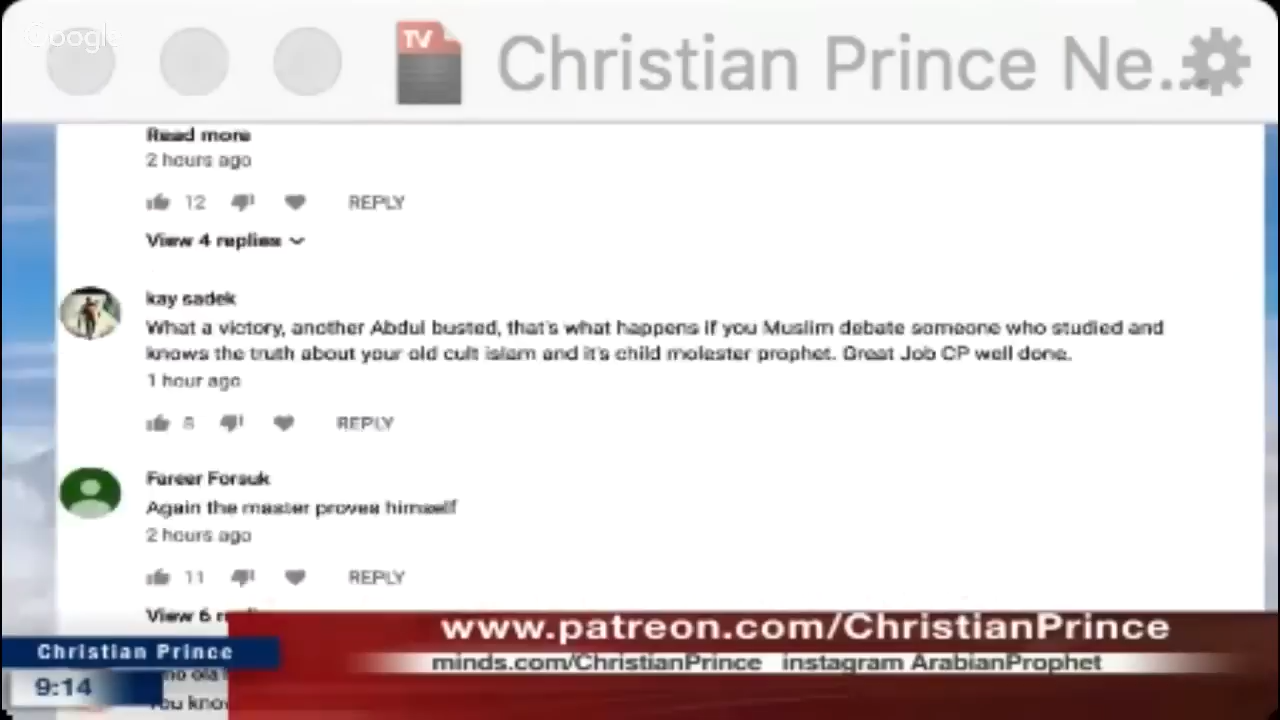 Google
TV
Christian Prince Ne...
Read more
2 hours ago
12 REPLY
View 4 replies
kay sadek
What a victory, another Abdul busted, that's what happens if you Muslim debate someone who studied and
knows the truth about your old cult islam and it's child molester prophet. Great Job CP well done.
1 hour ago
8 REPLY
Fareer Forsuk
Again the master proves himself
2 hours ago
11 REPLY
View 6
www.patreon.com/ChristianPrince
Christian Prince
minds.com/ChristianPrince instagram ArabianProphet
9:14